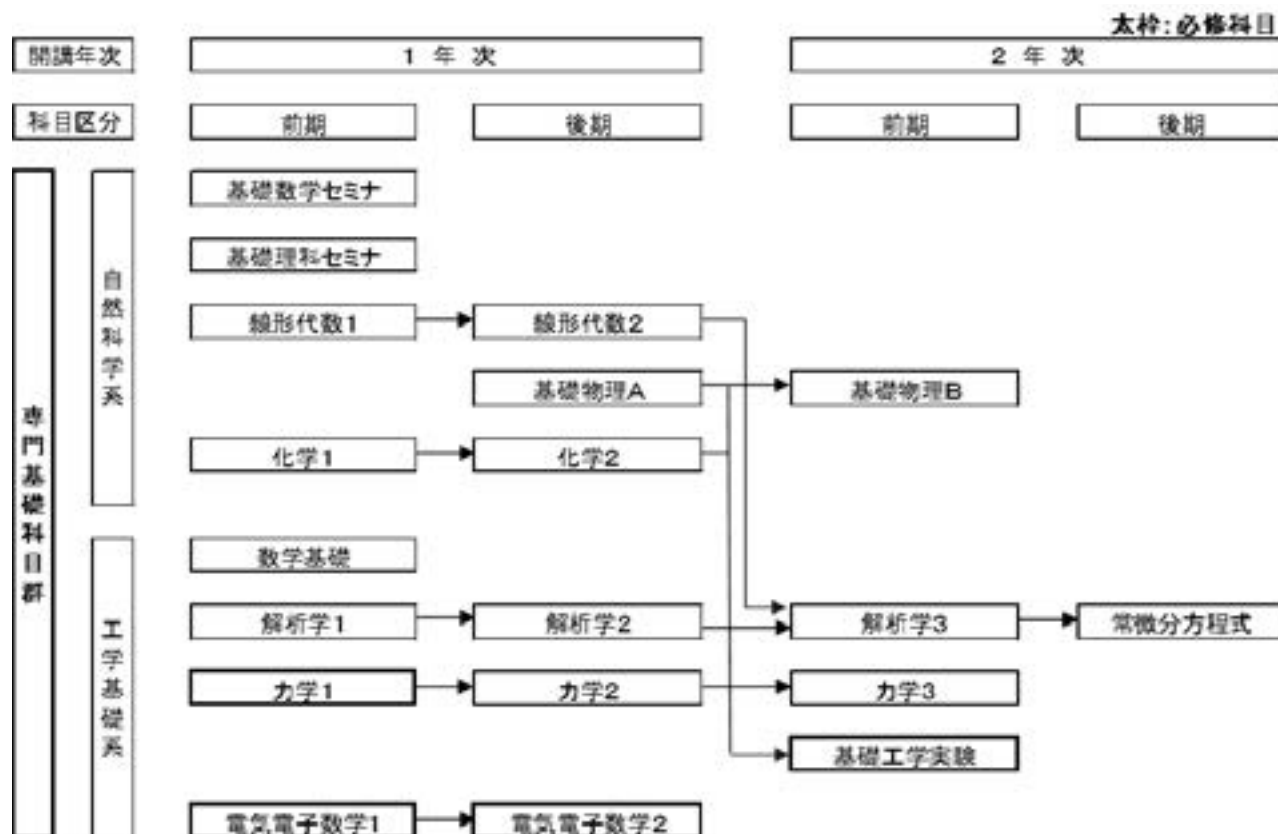 太枠:必修科目
開講年次 1 年 次 2 年 次
科目区分 前期 後期 前期 後期
専門基礎科目群
自然科学系
基礎数学セミナ
基礎理科セミナ
線形代数1 線形代数2
基礎物理A 基礎物理B
化学1 化学2
工学基礎系
数学基礎
解析学1 解析学2 解析学3 常微分方程式
力学1 力学2 力学3
基礎工学実験
電気電子数学1 電気電子数学2